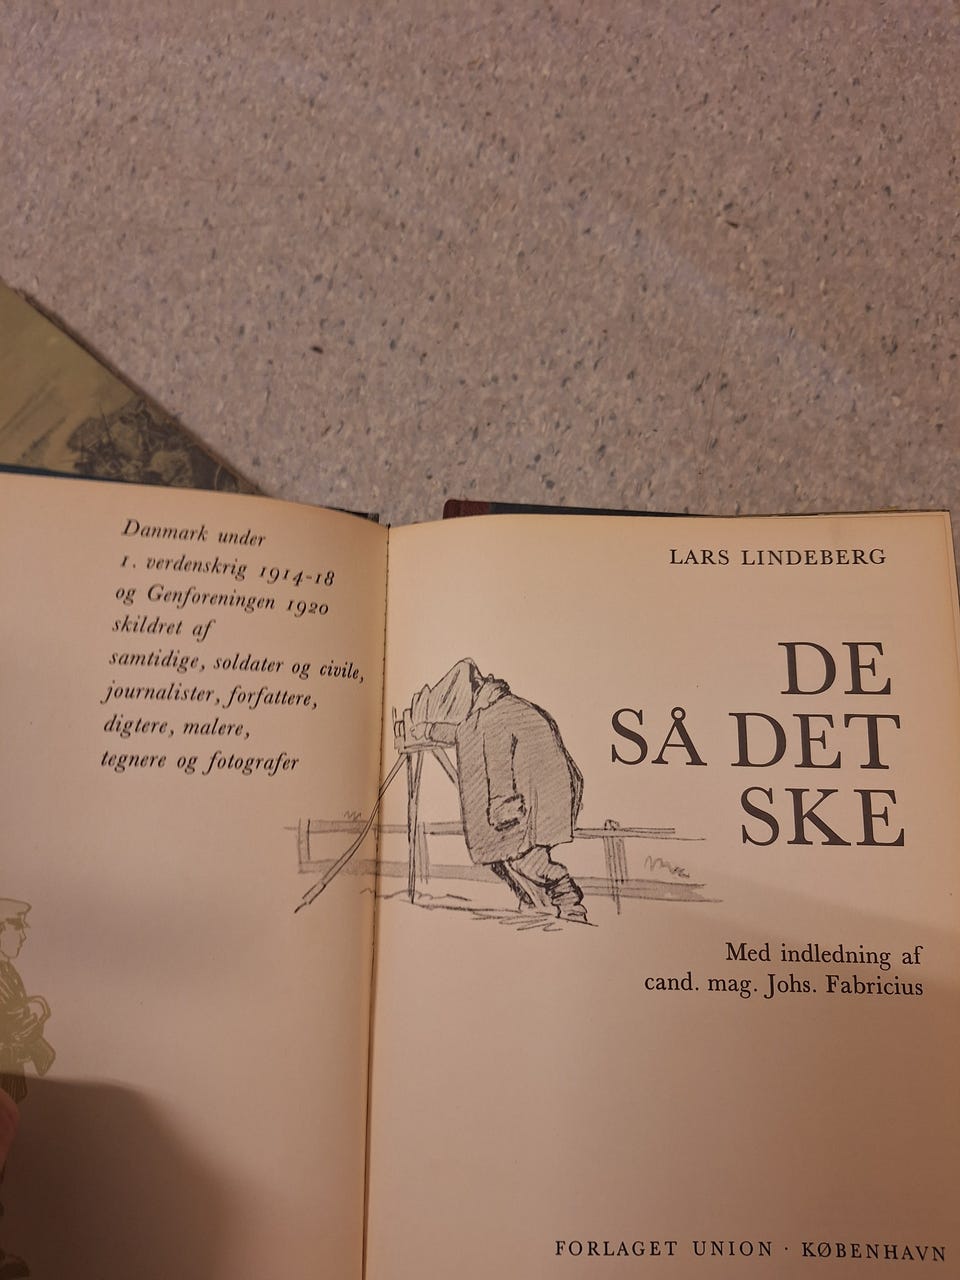 Danmark under
1. verdenskrig 1914-18
og Genforeningen 1920
skildret af
samtidige, soldater og civile,
journalister, forfattere,
digtere, malere,
tegnere og fotografer
LARS LINDEBERG
DE
SÅ DET
SKE
Med indledning af
cand. mag. Johs. Fabricius
FORLAGET UNION · KØBENHAVN